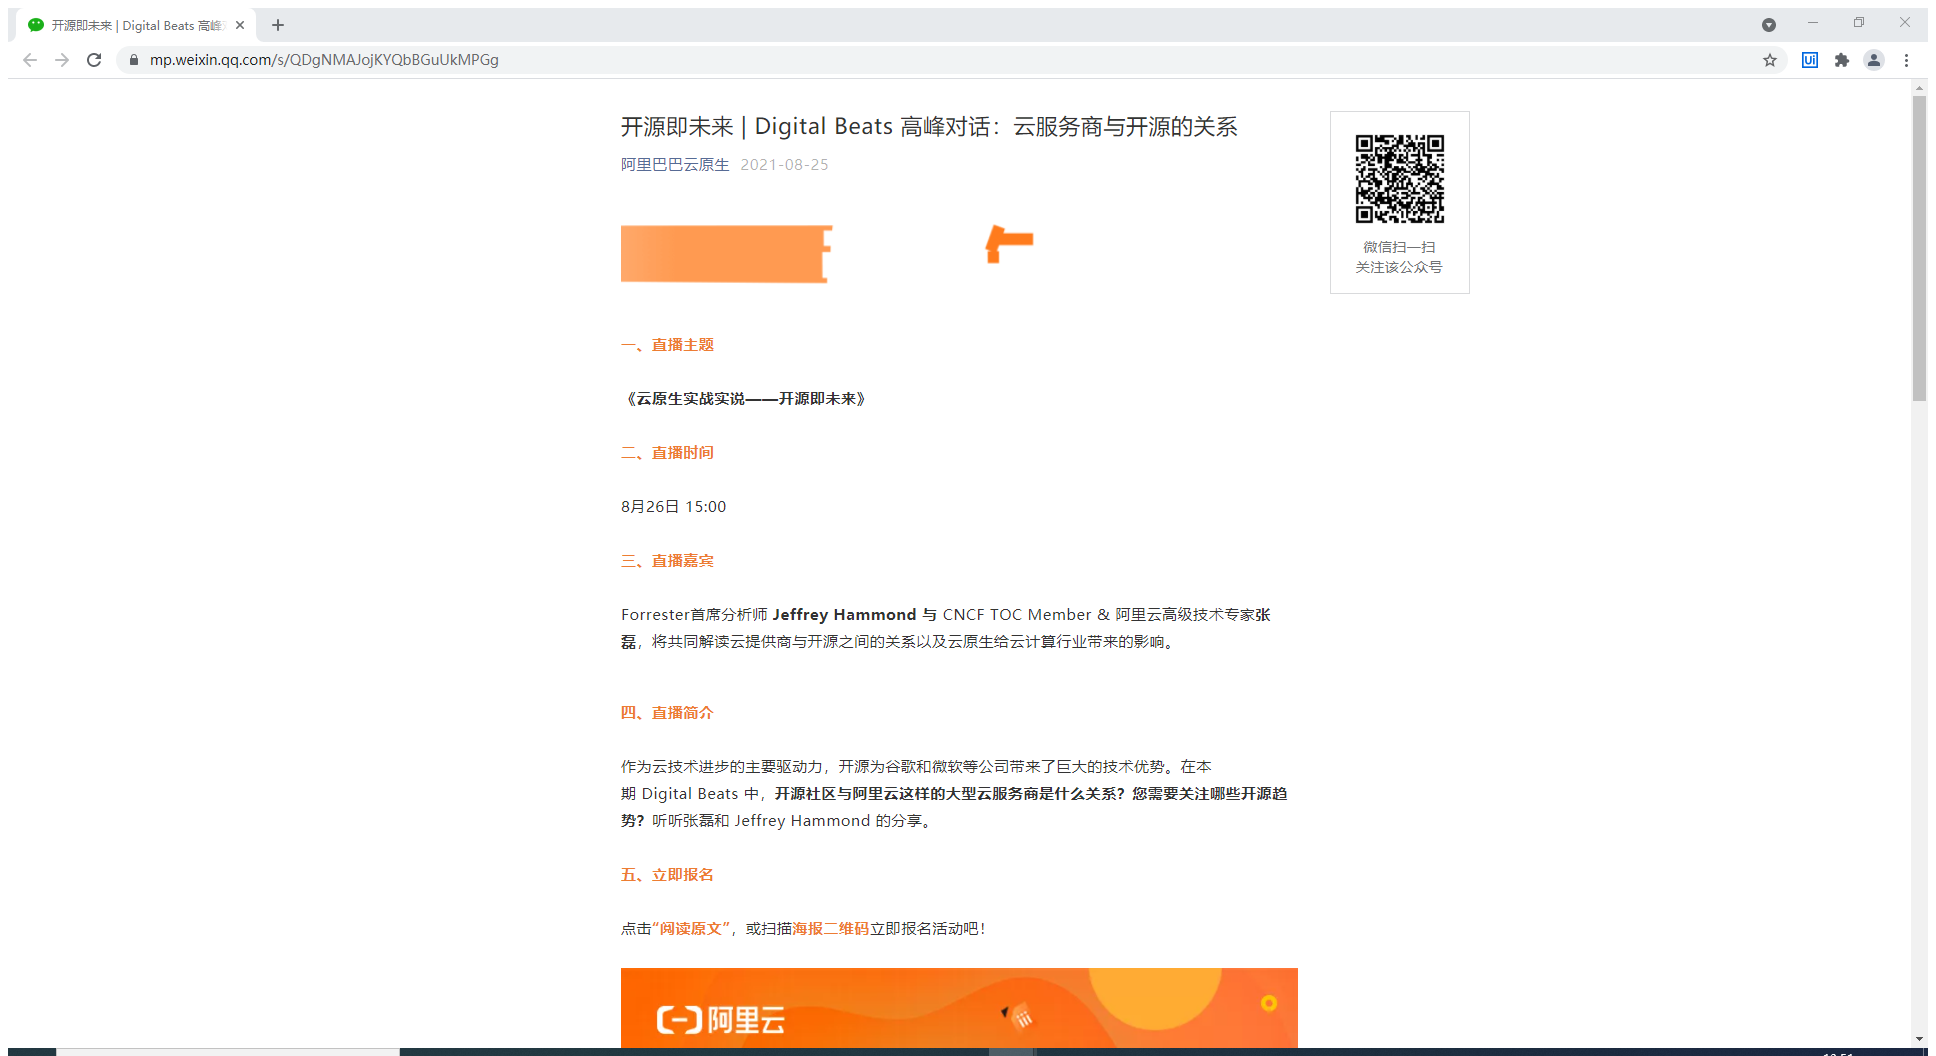 开源即未来 | Digital Beats 高峰
mp.weixin.qq.com/s/QDgNMAJojKYQbBGuUkMPGg
开源即未来 | Digital Beats 高峰对话：云服务商与开源的关系
阿里巴巴云原生 2021-08-25
微信扫一扫
关注该公众号
一、直播主题
《云原生实战实说——开源即未来》
二、直播时间
8月26日 15:00
三、直播嘉宾
Forrester首席分析师 Jeffrey Hammond 与 CNCF TOC Member & 阿里云高级技术专家张
磊，将共同解读云提供商与开源之间的关系以及云原生给云计算行业带来的影响。
四、直播简介
作为云技术进步的主要驱动力，开源为谷歌和微软等公司带来了巨大的技术优势。在本
期 Digital Beats 中，开源社区与阿里云这样的大型云服务商是什么关系？您需要关注哪些开源趋
势？听听张磊和 Jeffrey Hammond 的分享。
五、立即报名
点击“阅读原文”，或扫描海报二维码立即报名活动吧！
阿里云